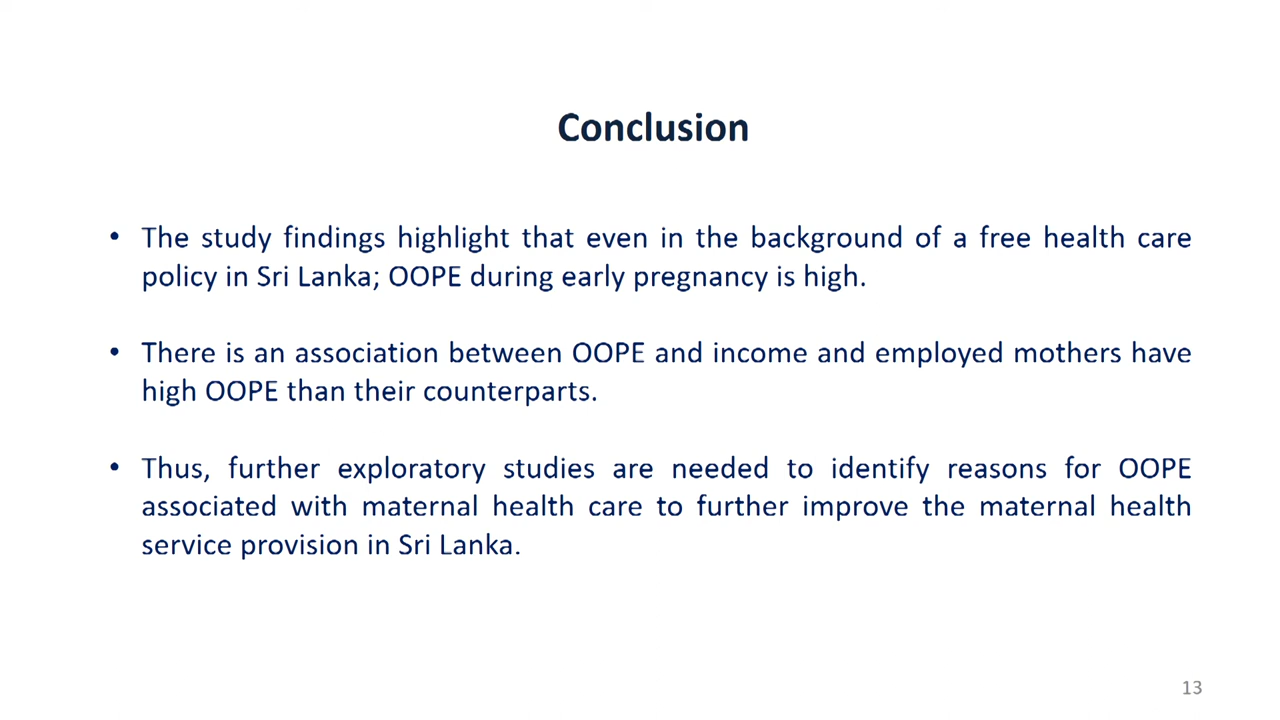 Conclusion
• The study findings highlight that even in the background of a free health care
policy in Sri Lanka; OOPE during early pregnancy is high.
• There is an association between OOPE and income and employed mothers have
high OOPE than their counterparts.
• Thus, further exploratory studies are needed to identify reasons for OOPE
associated with maternal health care to further improve the maternal health
service provision in Sri Lanka.
13